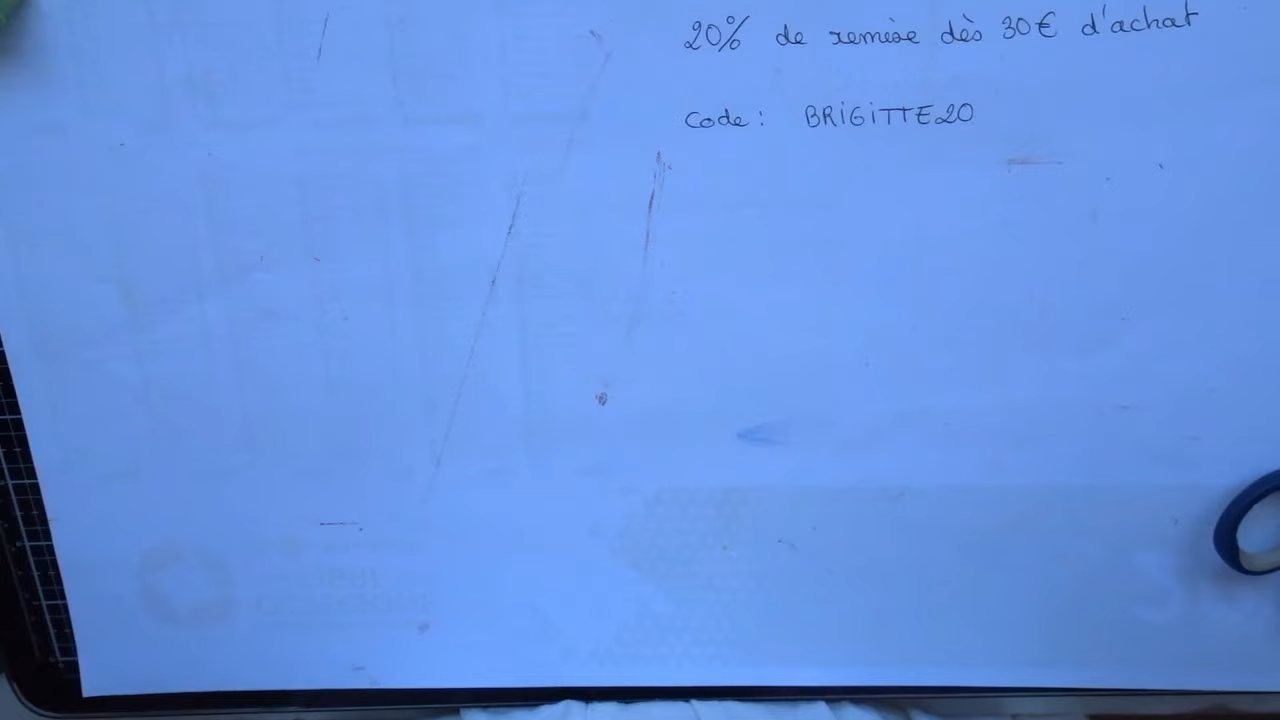 20% de remise dès 30€ d'achat
Code : BRIGITTE20